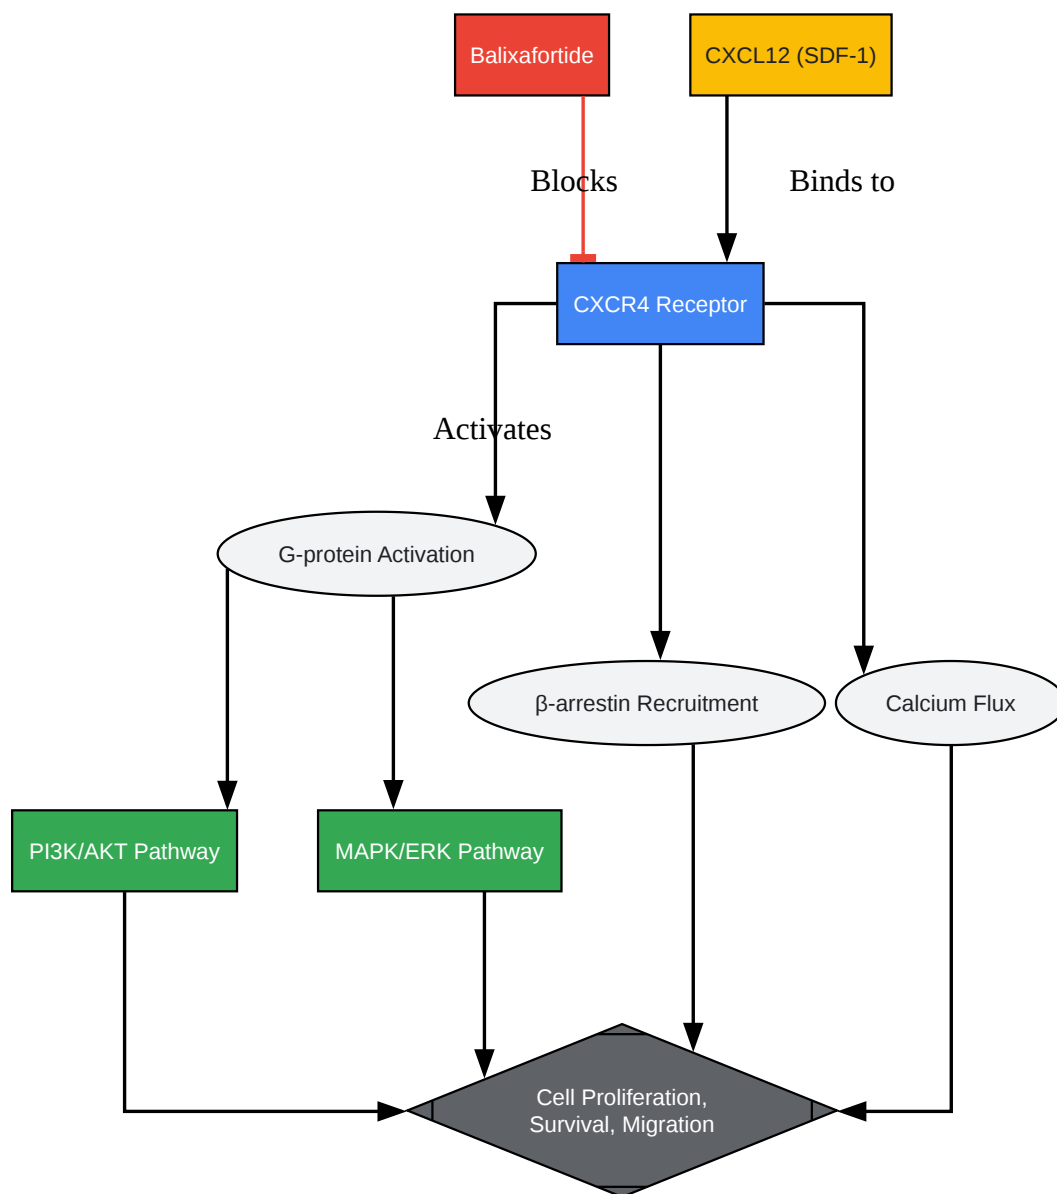 Balixafortide
CXCL12 (SDF-1)
Blocks
Binds to
CXCR4 Receptor
Activates
G-protein Activation
β-arrestin Recruitment
Calcium Flux
PI3K/AKT Pathway
MAPK/ERK Pathway
Cell Proliferation,
Survival, Migration